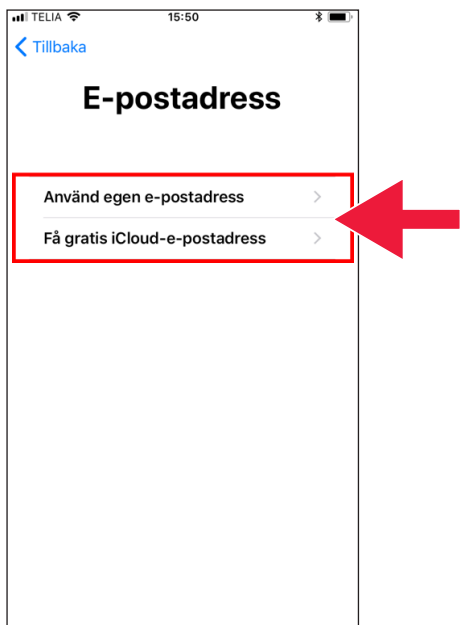 TELIA 15:50
Tillbaka
E-postadress
Använd egen e-postadress
Få gratis iCloud-e-postadress